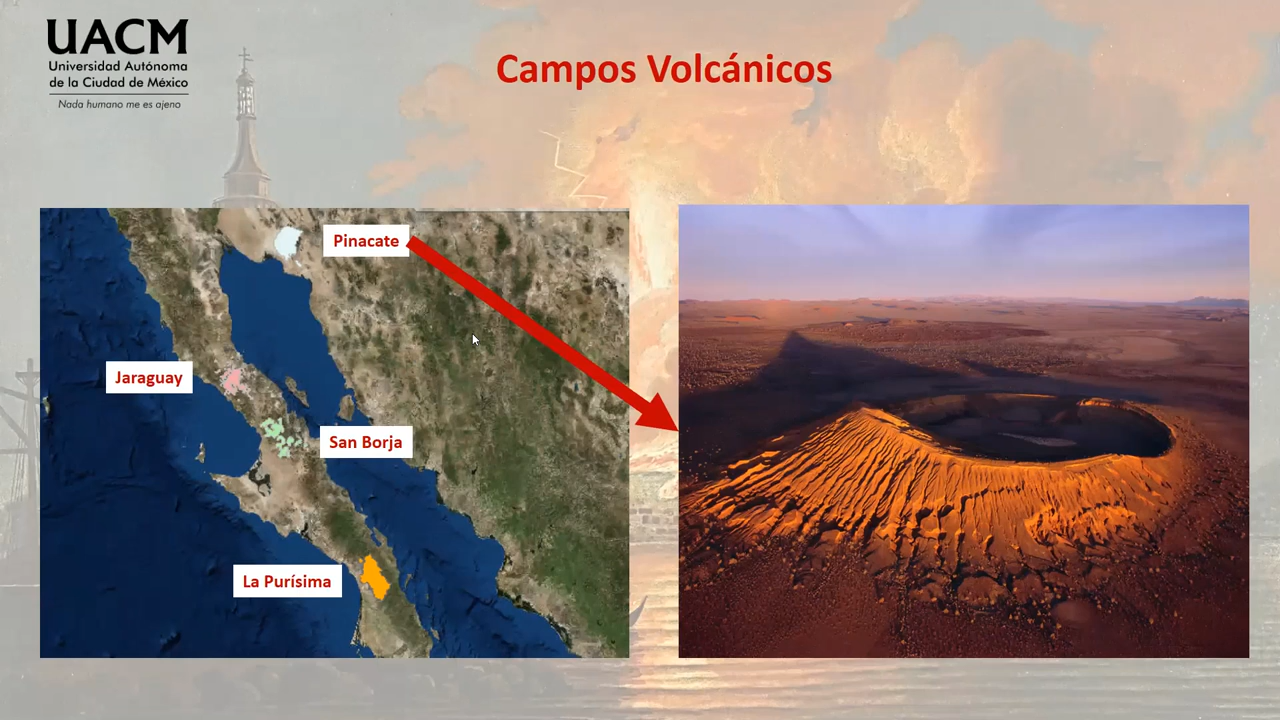 UACM
Universidad Autónoma
de la Ciudad de México
Nada humano me es ajeno
Campos Volcánicos
Pinacate
Jaraguay
San Borja
La Purísima